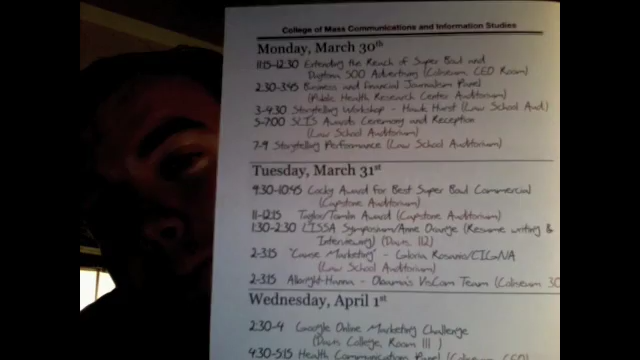 College of Mass Communications and Information Studies
Monday, March 30th
11:15-12:30 Extending the Reach of Super Bowl and
Daytona 500 Advertising (Coliseum, CEO Room)
2:30-3:45 Business and Financial Journalism Panel
(Public Health Research Center Auditorium)
3-4:30 Storytelling Workshop - Hawk Hurst (Law School Aud.)
5-7:00 SLIS Awards Ceremony and Reception
(Law School Auditorium)
7-9 Storytelling Performance (Law School Auditorium)
Tuesday, March 31st
9:30-10:45 Cocky Award for Best Super Bowl Commercial
(Capstone Auditorium)
11-12:15 Taylor/Tomlin Award (Capstone Auditorium)
1:30-2:30 LISSA Symposium/Anne Orange (Resume writing &
Interviewing) (Davis 112)
2-3:15 "Cause Marketing" - Gloria Rosario/CIGNA
(Law School Auditorium)
2-3:15 Albright-Hanna - Obama's VisCom Team (Coliseum 30
Wednesday, April 1st
2:30-4 Google Online Marketing Challenge
(Davis College, Room 111)
4:30-5:15 Health Communication Panel (Coliseum, CEO)